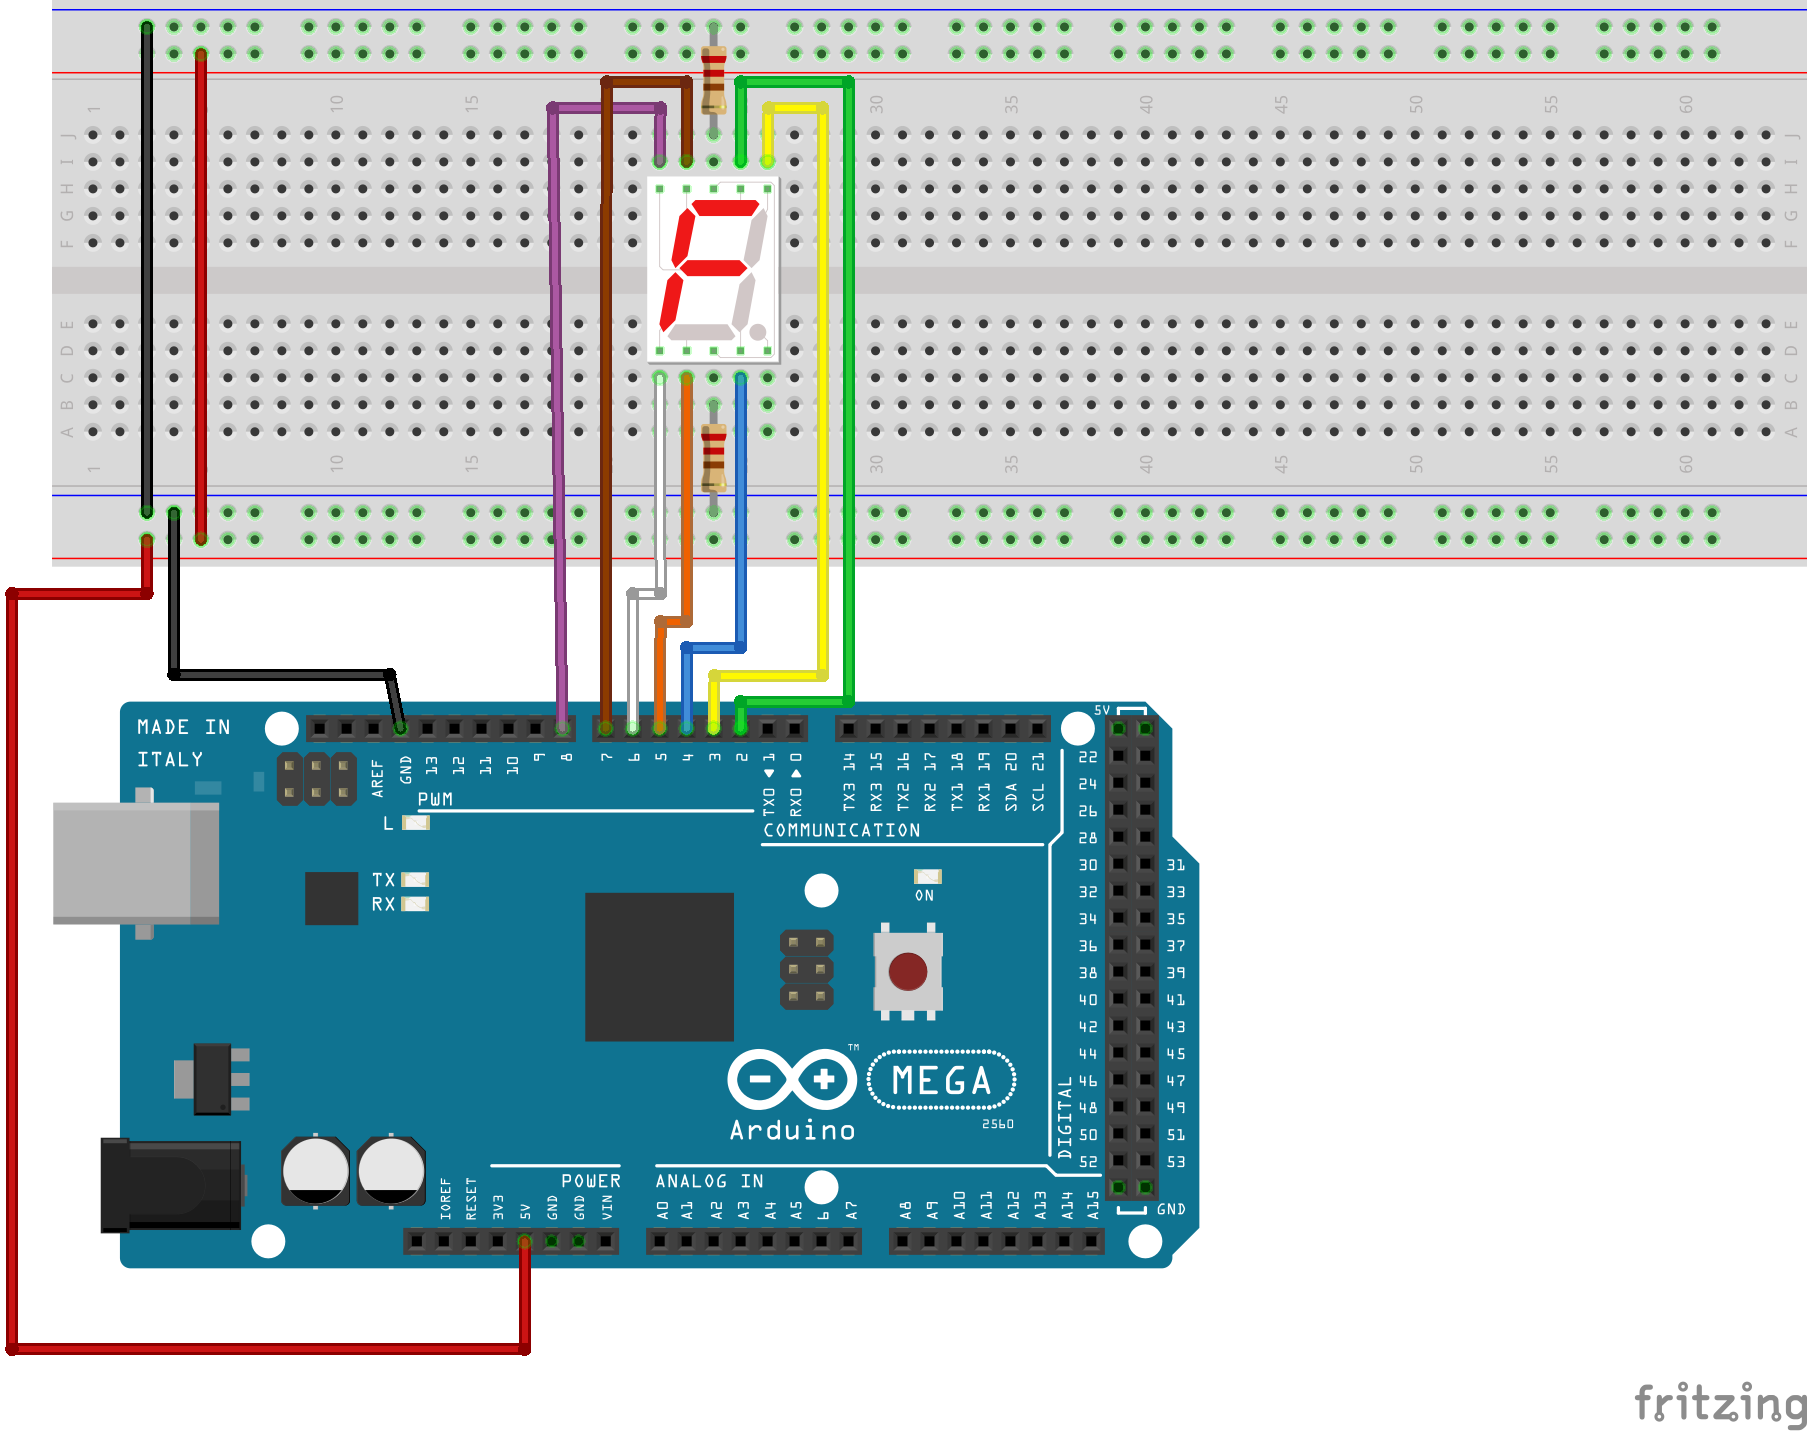 1 10 15 30 35 40 45 50 55 60
J J
I I
H H
G G
F F
E E
D D
C C
B B
A A
1 10 15 30 35 40 45 50 55 60
MADE IN
ITALY
AREF GND 13 12 11 10 9 8 7 6 5 4 3 2 TX0 ▶ 1 RX0 ◀ 0 TX3 14 RX3 15 TX2 16 RX2 17 TX1 18 RX1 19 SDA 20 SCL 21
5V
22
24
26
28
30 31
32 33
34 35
36 37
38 39
40 41
42 43
44 45
46 47
48 49
50 51
52 53
GND
DIGITAL
PWM
COMMUNICATION
L
TX
RX
ON
TM
MEGA
Arduino
2560
POWER
ANALOG IN
IOREF RESET 3V3 5V GND GND VIN A0 A1 A2 A3 A4 A5 6 A7 A8 A9 A10 A11 A12 A13 A14 A15
fritzing